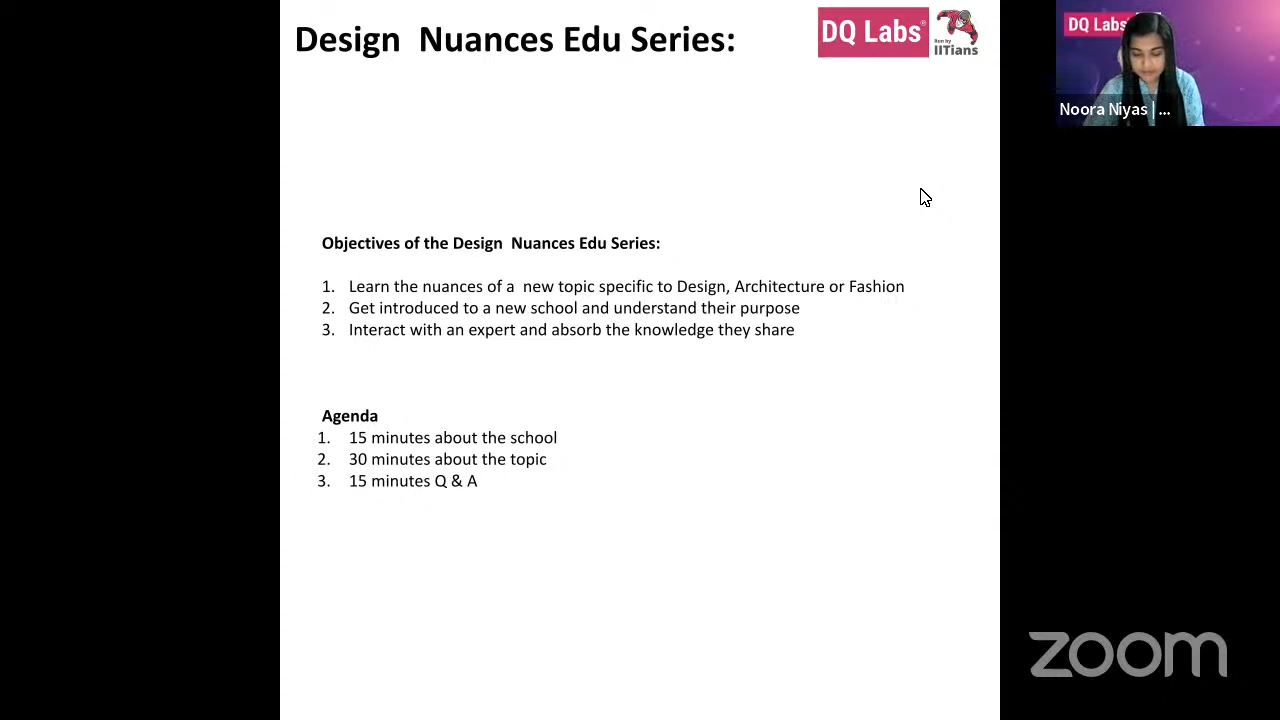 Design  Nuances Edu Series:
DQ Labs®
Run by
IITians
DQ Labs
Noora Niyas | ...
Objectives of the Design  Nuances Edu Series:
1. Learn the nuances of a  new topic specific to Design, Architecture or Fashion
2. Get introduced to a new school and understand their purpose
3. Interact with an expert and absorb the knowledge they share
Agenda
1. 15 minutes about the school
2. 30 minutes about the topic
3. 15 minutes Q & A
zoom